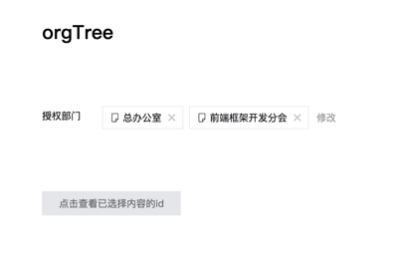 orgTree
授权部门 总办公室 × 前端框架开发分会 × 修改
点击查看已选择内容的id